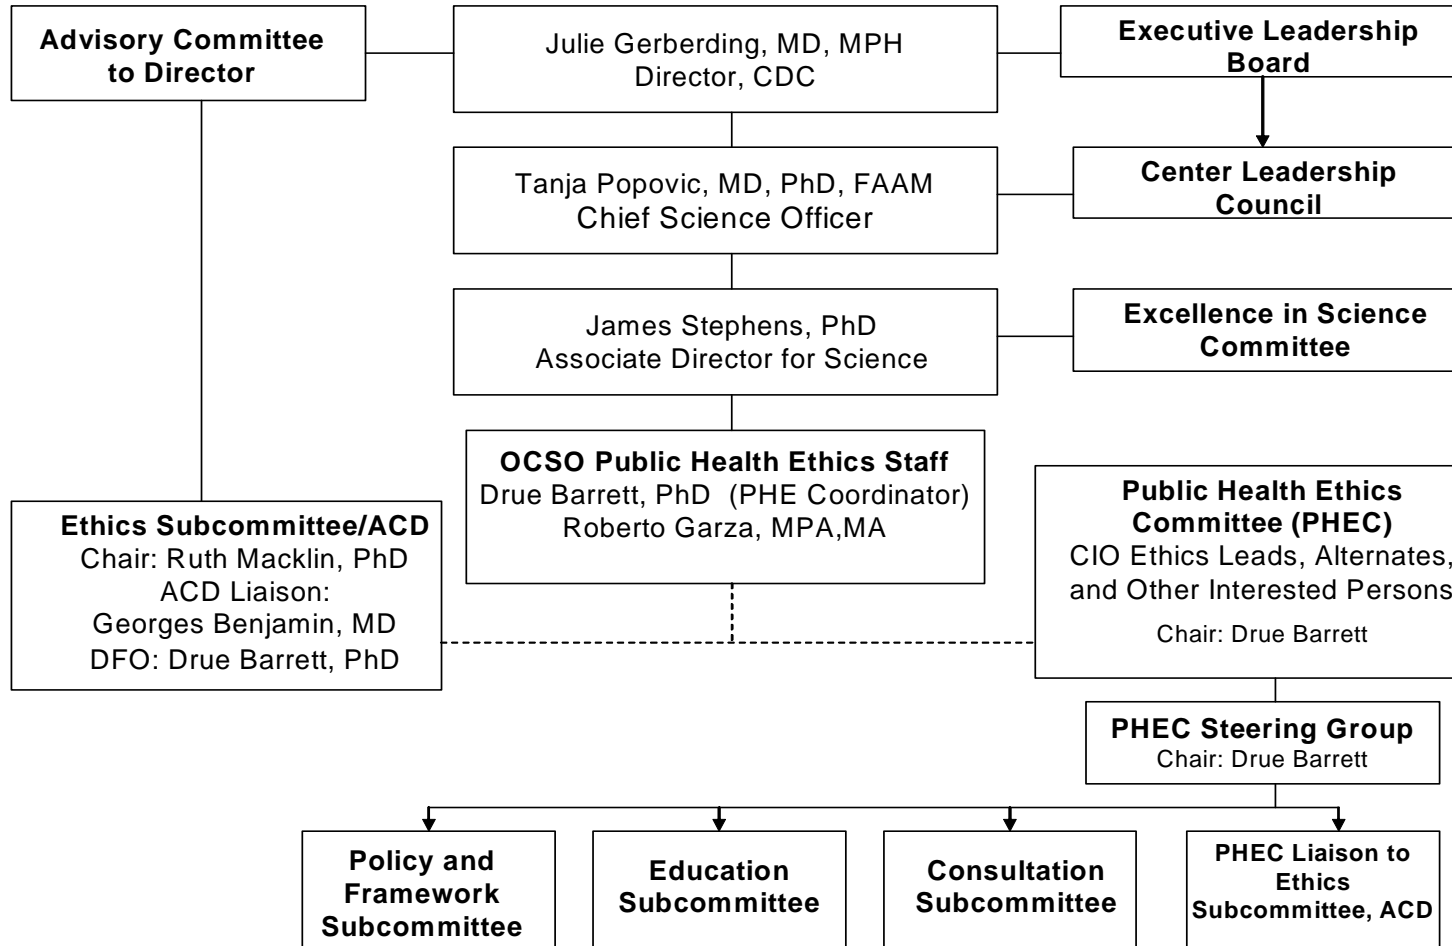 Advisory Committee
to Director
Julie Gerberding, MD, MPH
Director, CDC
Executive Leadership
Board
Tanja Popovic, MD, PhD, FAAM
Chief Science Officer
Center Leadership
Council
James Stephens, PhD
Associate Director for Science
Excellence in Science
Committee
OCSO Public Health Ethics Staff
Drue Barrett, PhD (PHE Coordinator)
Roberto Garza, MPA,MA
Ethics Subcommittee/ACD
Chair: Ruth Macklin, PhD
ACD Liaison:
Georges Benjamin, MD
DFO: Drue Barrett, PhD
Public Health Ethics
Committee (PHEC)
CIO Ethics Leads, Alternates,
and Other Interested Persons
Chair: Drue Barrett
PHEC Steering Group
Chair: Drue Barrett
Policy and
Framework
Subcommittee
Education
Subcommittee
Consultation
Subcommittee
PHEC Liaison to
Ethics
Subcommittee, ACD